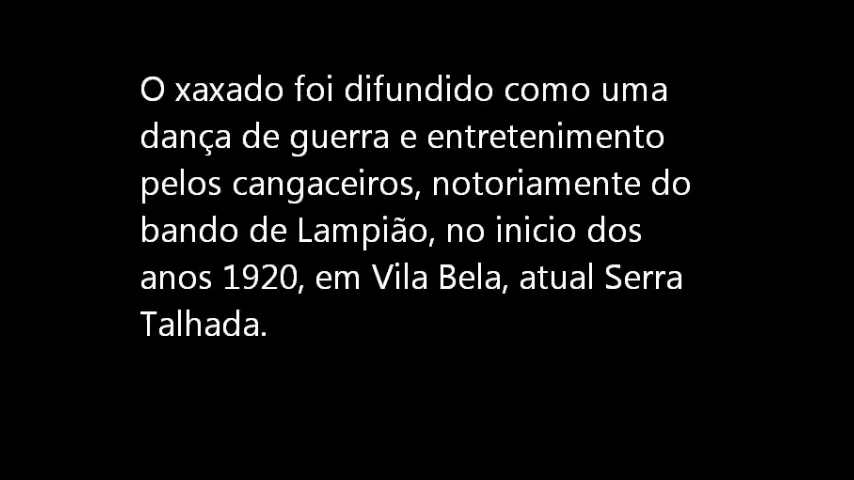 O xaxado foi difundido como uma
dança de guerra e entretenimento
pelos cangaceiros, notoriamente do
bando de Lampião, no inicio dos
anos 1920, em Vila Bela, atual Serra
Talhada.